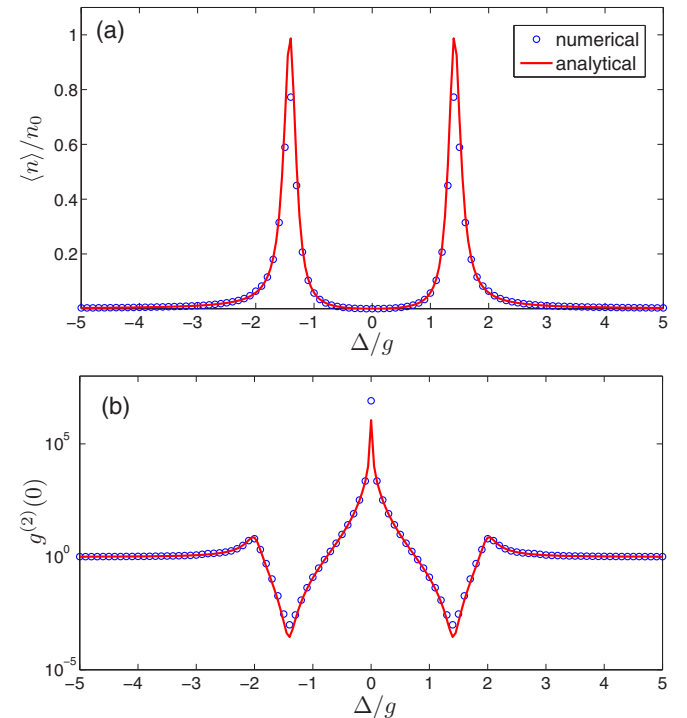 (a)
numerical
analytical
⟨n⟩/n₀
1
0.8
0.6
0.4
0.2
−5 −4 −3 −2 −1 0 1 2 3 4 5
Δ/g
(b)
g⁽²⁾(0)
10⁵
10⁰
10⁻⁵
−5 −4 −3 −2 −1 0 1 2 3 4 5
Δ/g